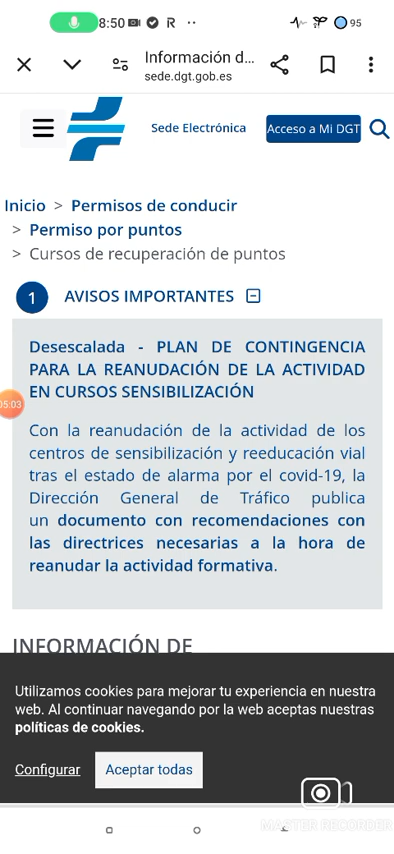 8:50 R ·· 95
Información d...
sede.dgt.gob.es
Sede Electrónica Acceso a Mi DGT
Inicio > Permisos de conducir
> Permiso por puntos
> Cursos de recuperación de puntos
1 AVISOS IMPORTANTES
Desescalada - PLAN DE CONTINGENCIA
PARA LA REANUDACIÓN DE LA ACTIVIDAD
EN CURSOS SENSIBILIZACIÓN
05:03
Con la reanudación de la actividad de los
centros de sensibilización y reeducación vial
tras el estado de alarma por el covid-19, la
Dirección General de Tráfico publica
un documento con recomendaciones con
las directrices necesarias a la hora de
reanudar la actividad formativa.
INFORMACIÓN DE
Utilizamos cookies para mejorar tu experiencia en nuestra
web. Al continuar navegando por la web aceptas nuestras
políticas de cookies.
Configurar Aceptar todas
MASTER RECORDER